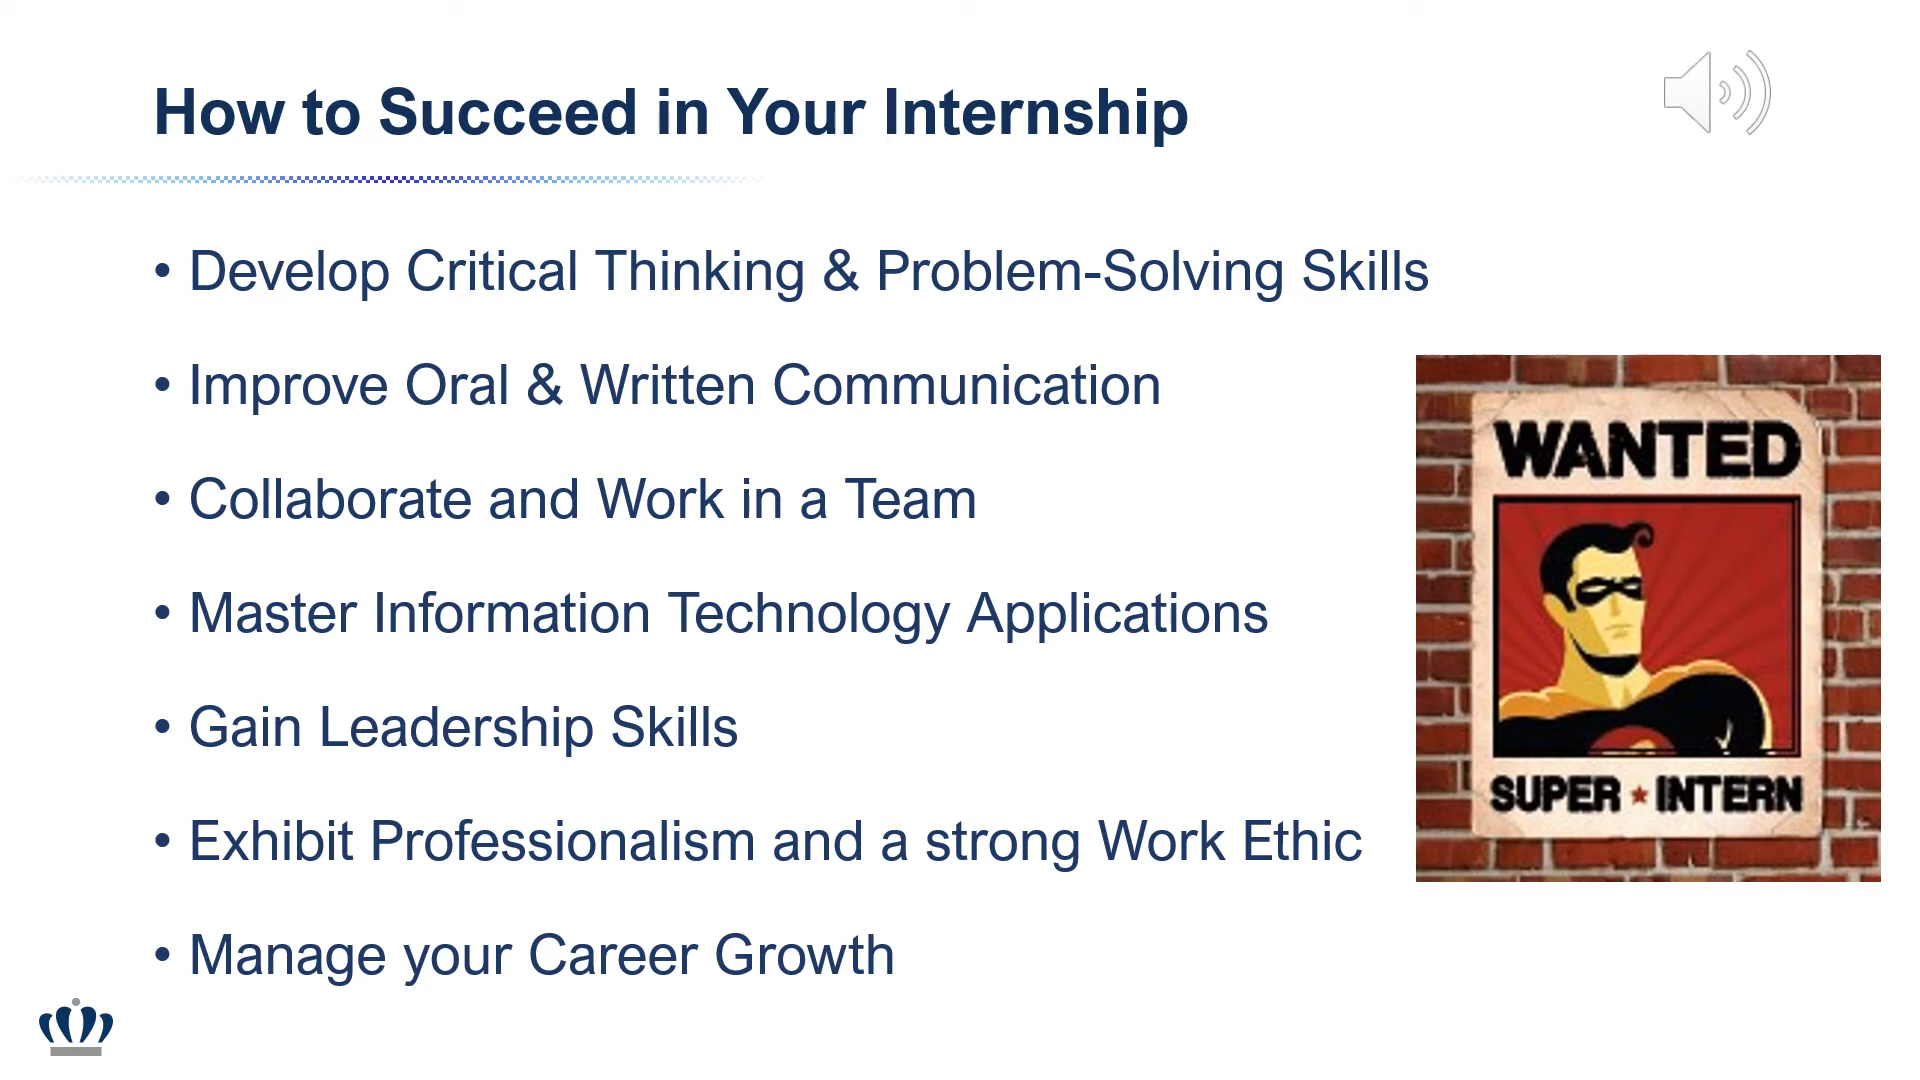 How to Succeed in Your Internship
• Develop Critical Thinking & Problem-Solving Skills
• Improve Oral & Written Communication
• Collaborate and Work in a Team
• Master Information Technology Applications
• Gain Leadership Skills
• Exhibit Professionalism and a strong Work Ethic
• Manage your Career Growth
WANTED
SUPER ★ INTERN